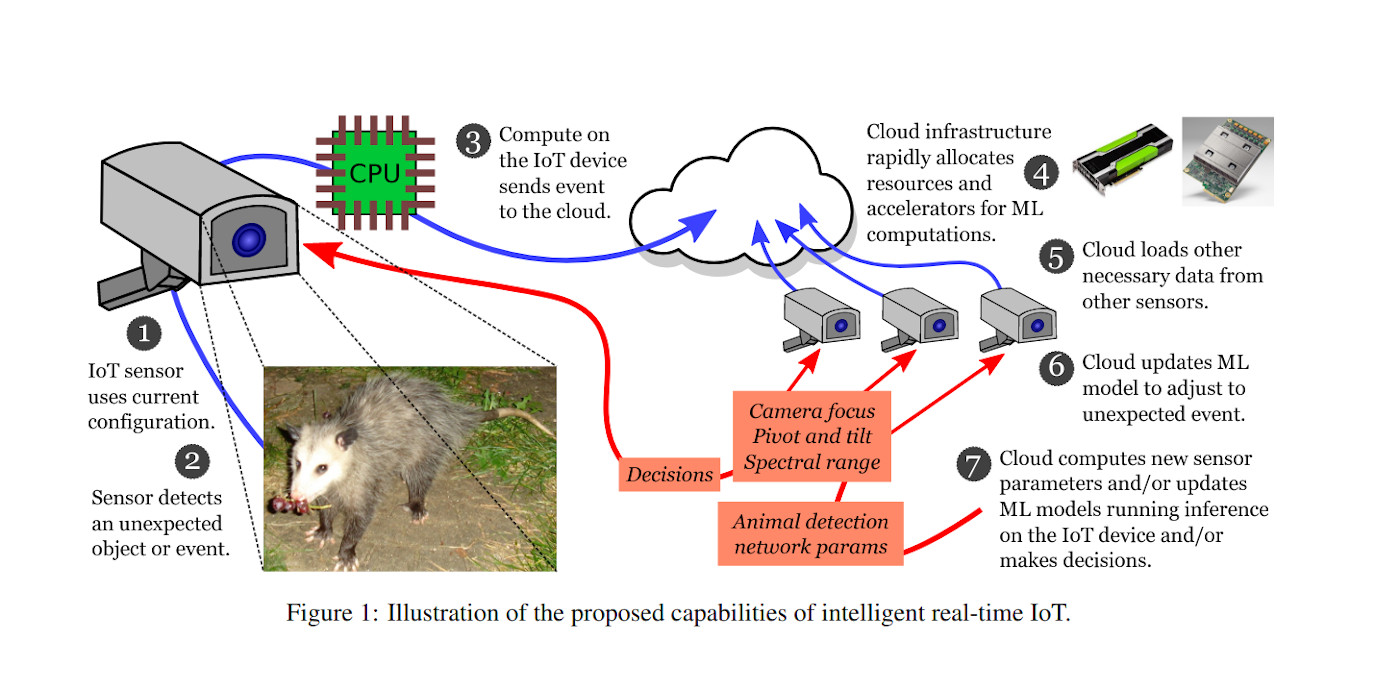 CPU
3
Compute on
the IoT device
sends event
to the cloud.
Cloud infrastructure
rapidly allocates
resources and
accelerators for ML
computations.
4
5
Cloud loads other
necessary data from
other sensors.
1
IoT sensor
uses current
configuration.
2
Sensor detects
an unexpected
object or event.
6
Cloud updates ML
model to adjust to
unexpected event.
Camera focus
Pivot and tilt
Spectral range
Decisions
Animal detection
network params
7
Cloud computes new sensor
parameters and/or updates
ML models running inference
on the IoT device and/or
makes decisions.
Figure 1: Illustration of the proposed capabilities of intelligent real-time IoT.